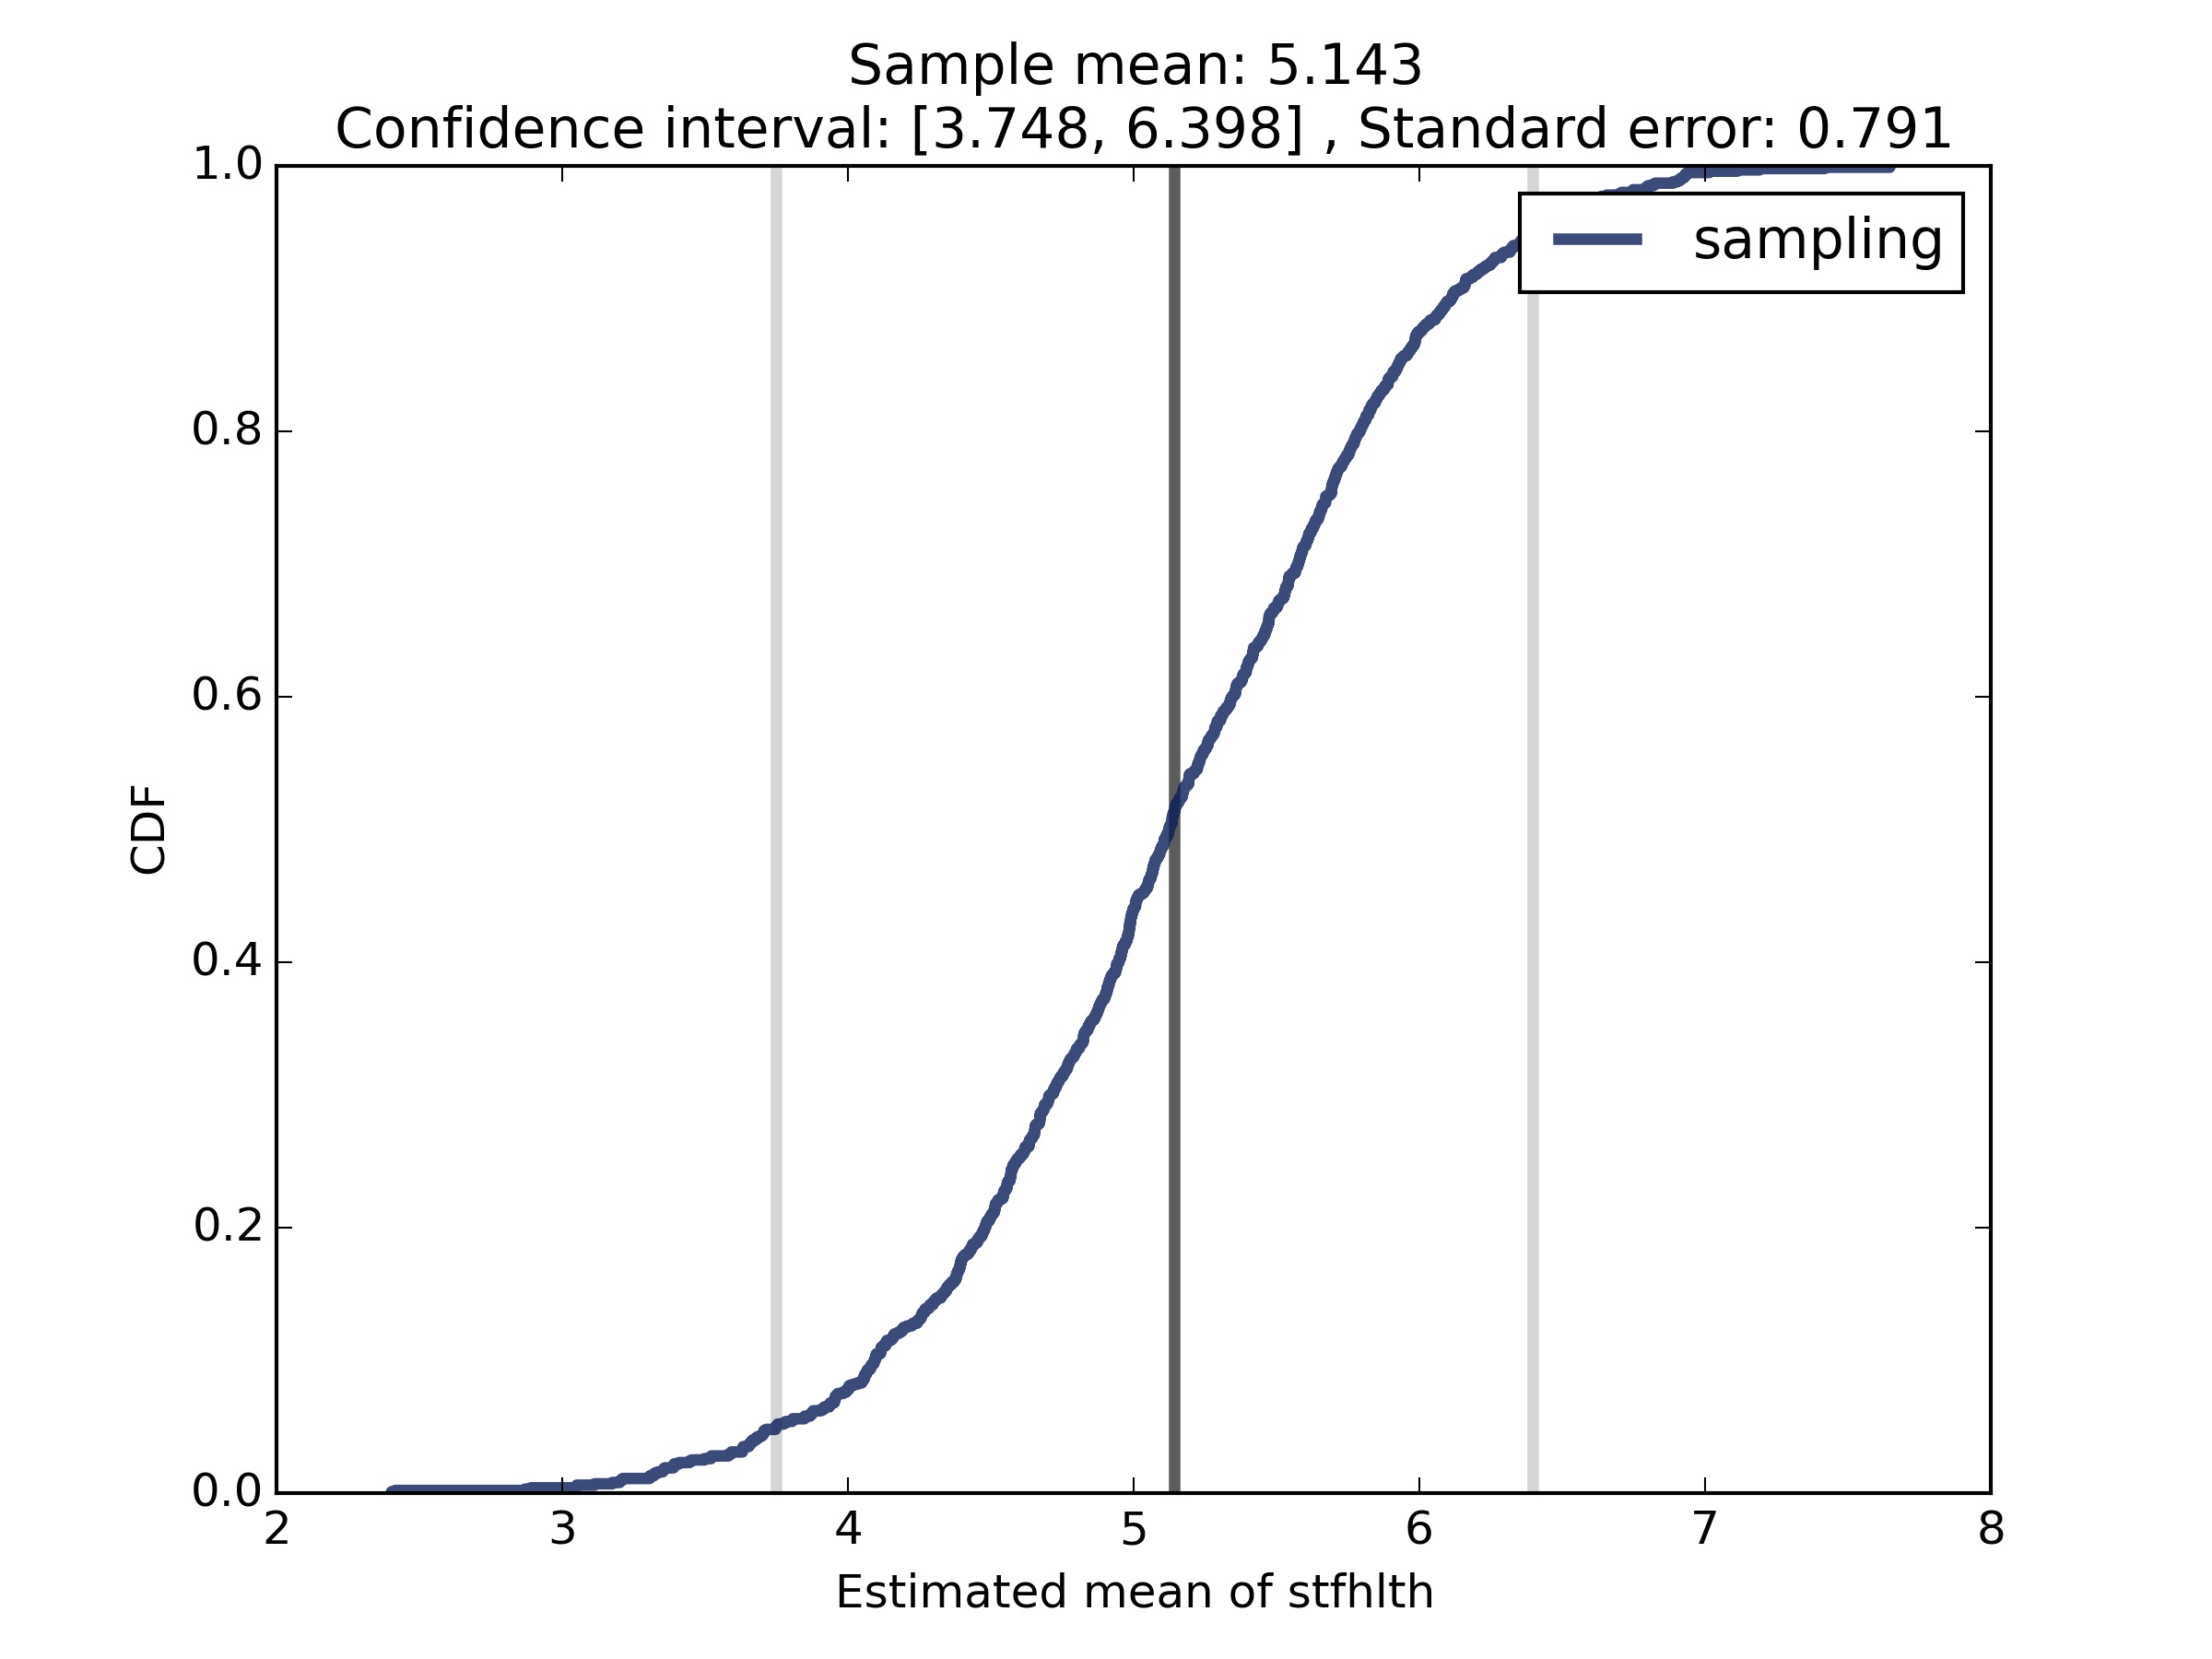 Sample mean: 5.143
Confidence interval: [3.748, 6.398] , Standard error: 0.791
1.0
sampling
0.8
0.6
CDF
0.4
0.2
0.0
2 3 4 5 6 7 8
Estimated mean of stfhlth